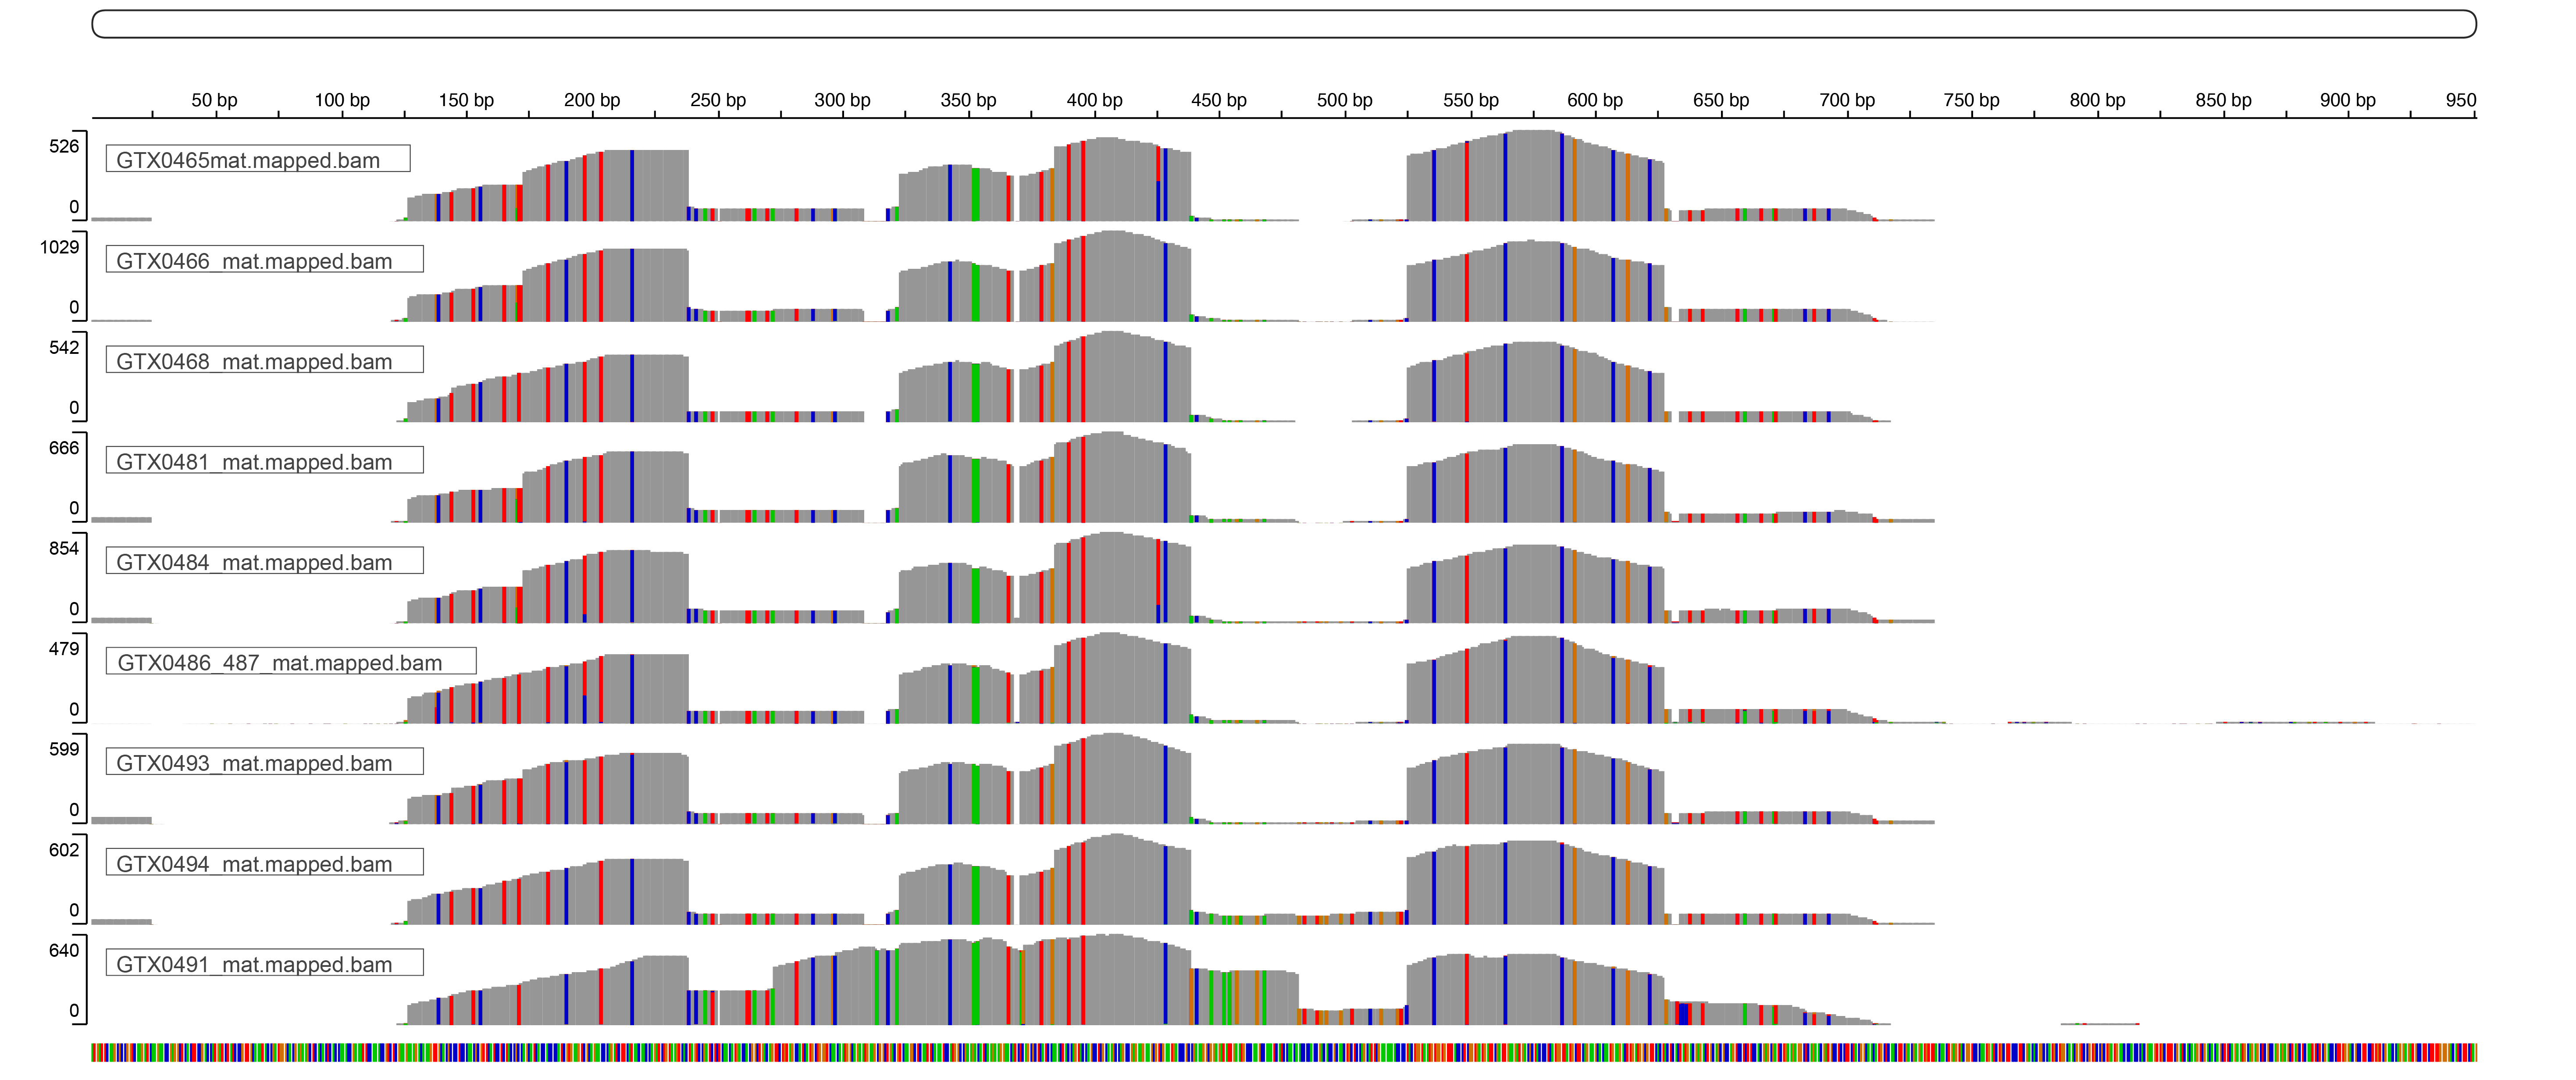 50 bp 100 bp 150 bp 200 bp 250 bp 300 bp 350 bp 400 bp 450 bp 500 bp 550 bp 600 bp 650 bp 700 bp 750 bp 800 bp 850 bp 900 bp 950
526
GTX0465mat.mapped.bam
0
1029
GTX0466_mat.mapped.bam
0
542
GTX0468_mat.mapped.bam
0
666
GTX0481_mat.mapped.bam
0
854
GTX0484_mat.mapped.bam
0
479
GTX0486_487_mat.mapped.bam
0
599
GTX0493_mat.mapped.bam
0
602
GTX0494_mat.mapped.bam
0
640
GTX0491_mat.mapped.bam
0